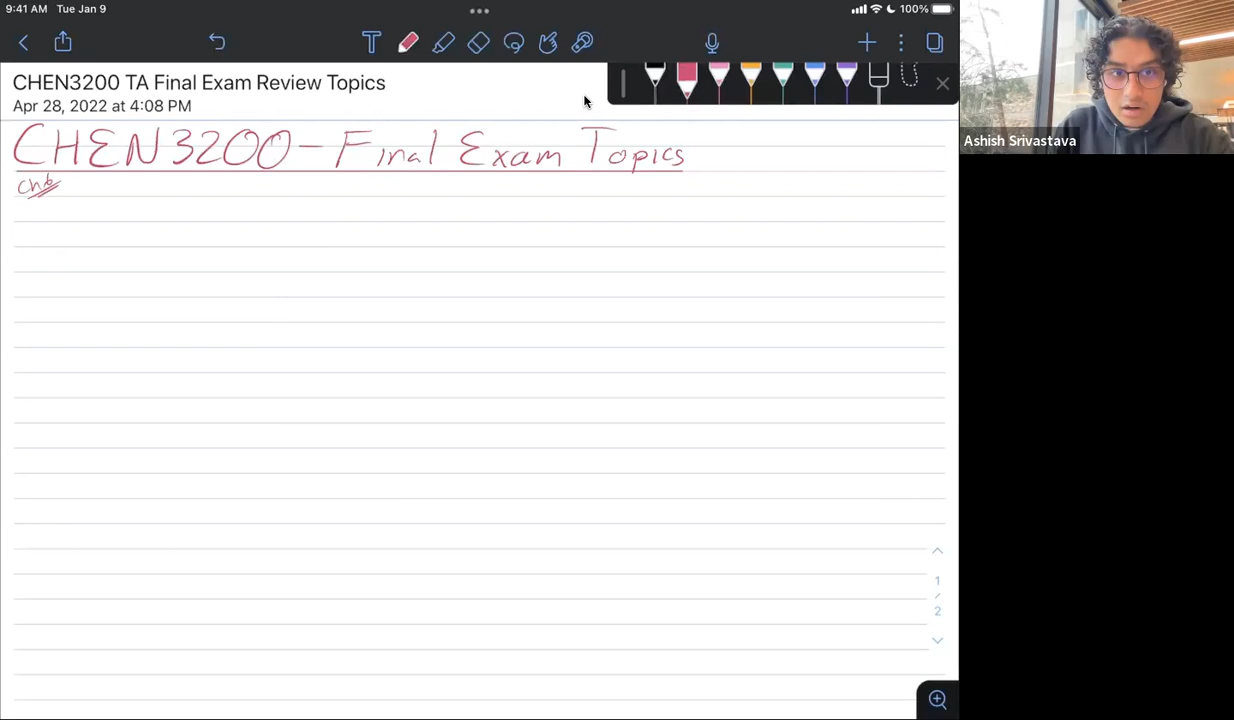 9:41 AM Tue Jan 9
100%
CHEN3200 TA Final Exam Review Topics
Apr 28, 2022 at 4:08 PM
CHEN3200 - Final Exam Topics
Ch6
Ashish Srivastava
1
/
2